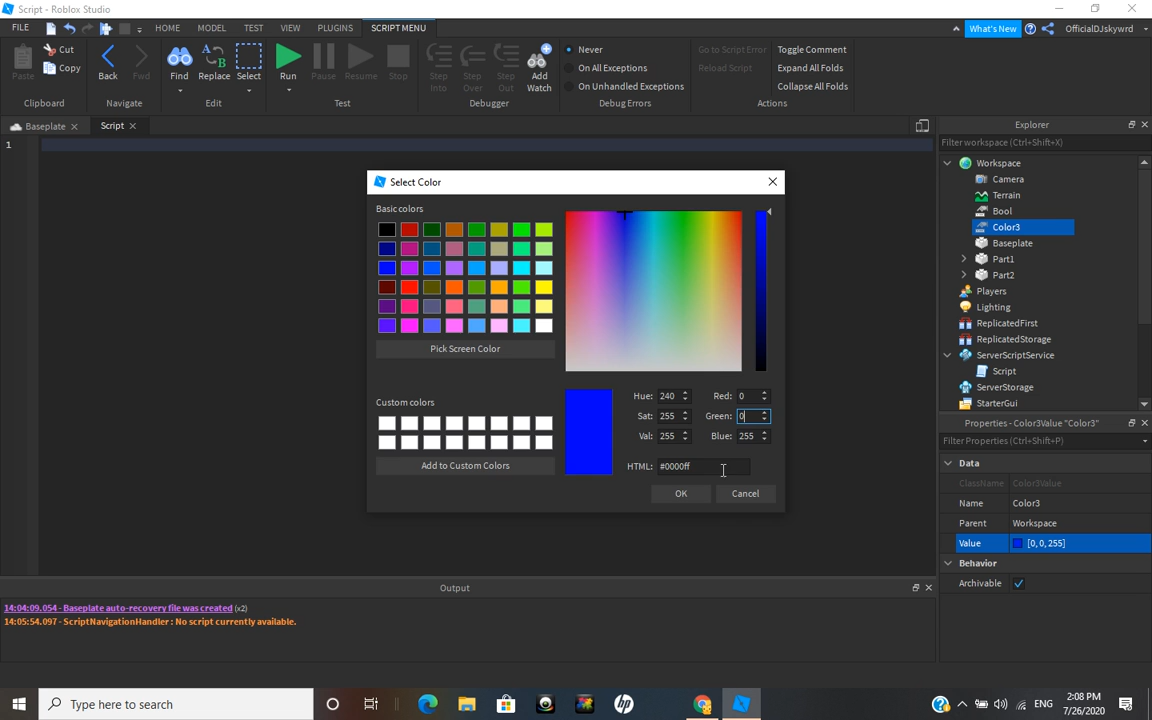 Script - Roblox Studio
FILE HOME MODEL TEST VIEW PLUGINS SCRIPT MENU What's New OfficialDJskywrd
Paste Cut Copy Back Fwd Find Replace Select Run Pause Resume Stop Step Into Step Over Step Out Add Watch
Never
On All Exceptions
On Unhandled Exceptions
Go to Script Error
Reload Script
Toggle Comment
Expand All Folds
Collapse All Folds
Clipboard Navigate Edit Test Debugger Debug Errors Actions
Baseplate Script
1
Select Color
Basic colors
Pick Screen Color
Custom colors
Add to Custom Colors
Hue: 240 Red: 0
Sat: 255 Green: 0
Val: 255 Blue: 255
HTML: #0000ff
OK Cancel
Explorer
Filter workspace (Ctrl+Shift+X)
Workspace
Camera
Terrain
Bool
Color3
Baseplate
Part1
Part2
Players
Lighting
ReplicatedFirst
ReplicatedStorage
ServerScriptService
Script
ServerStorage
StarterGui
Properties - Color3Value "Color3"
Filter Properties (Ctrl+Shift+P)
Data
ClassName Color3Value
Name Color3
Parent Workspace
Value [0, 0, 255]
Behavior
Archivable
Output
14:04:09.054 - Baseplate auto-recovery file was created (x2)
14:05:54.097 - ScriptNavigationHandler : No script currently available.
Type here to search
hp
ENG
2:08 PM
7/26/2020